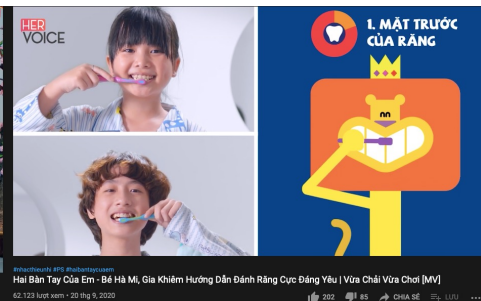 HER
VOICE
1. MẶT TRƯỚC
CỦA RĂNG
#nhacthieunhi #PS #haibantaycuaem
Hai Bàn Tay Của Em - Bé Hà Mi, Gia Khiêm Hướng Dẫn Đánh Răng Cực Đáng Yêu | Vừa Chải Vừa Chơi [MV]
62.123 lượt xem • 20 thg 9, 2020
202 85 CHIA SẺ LƯU